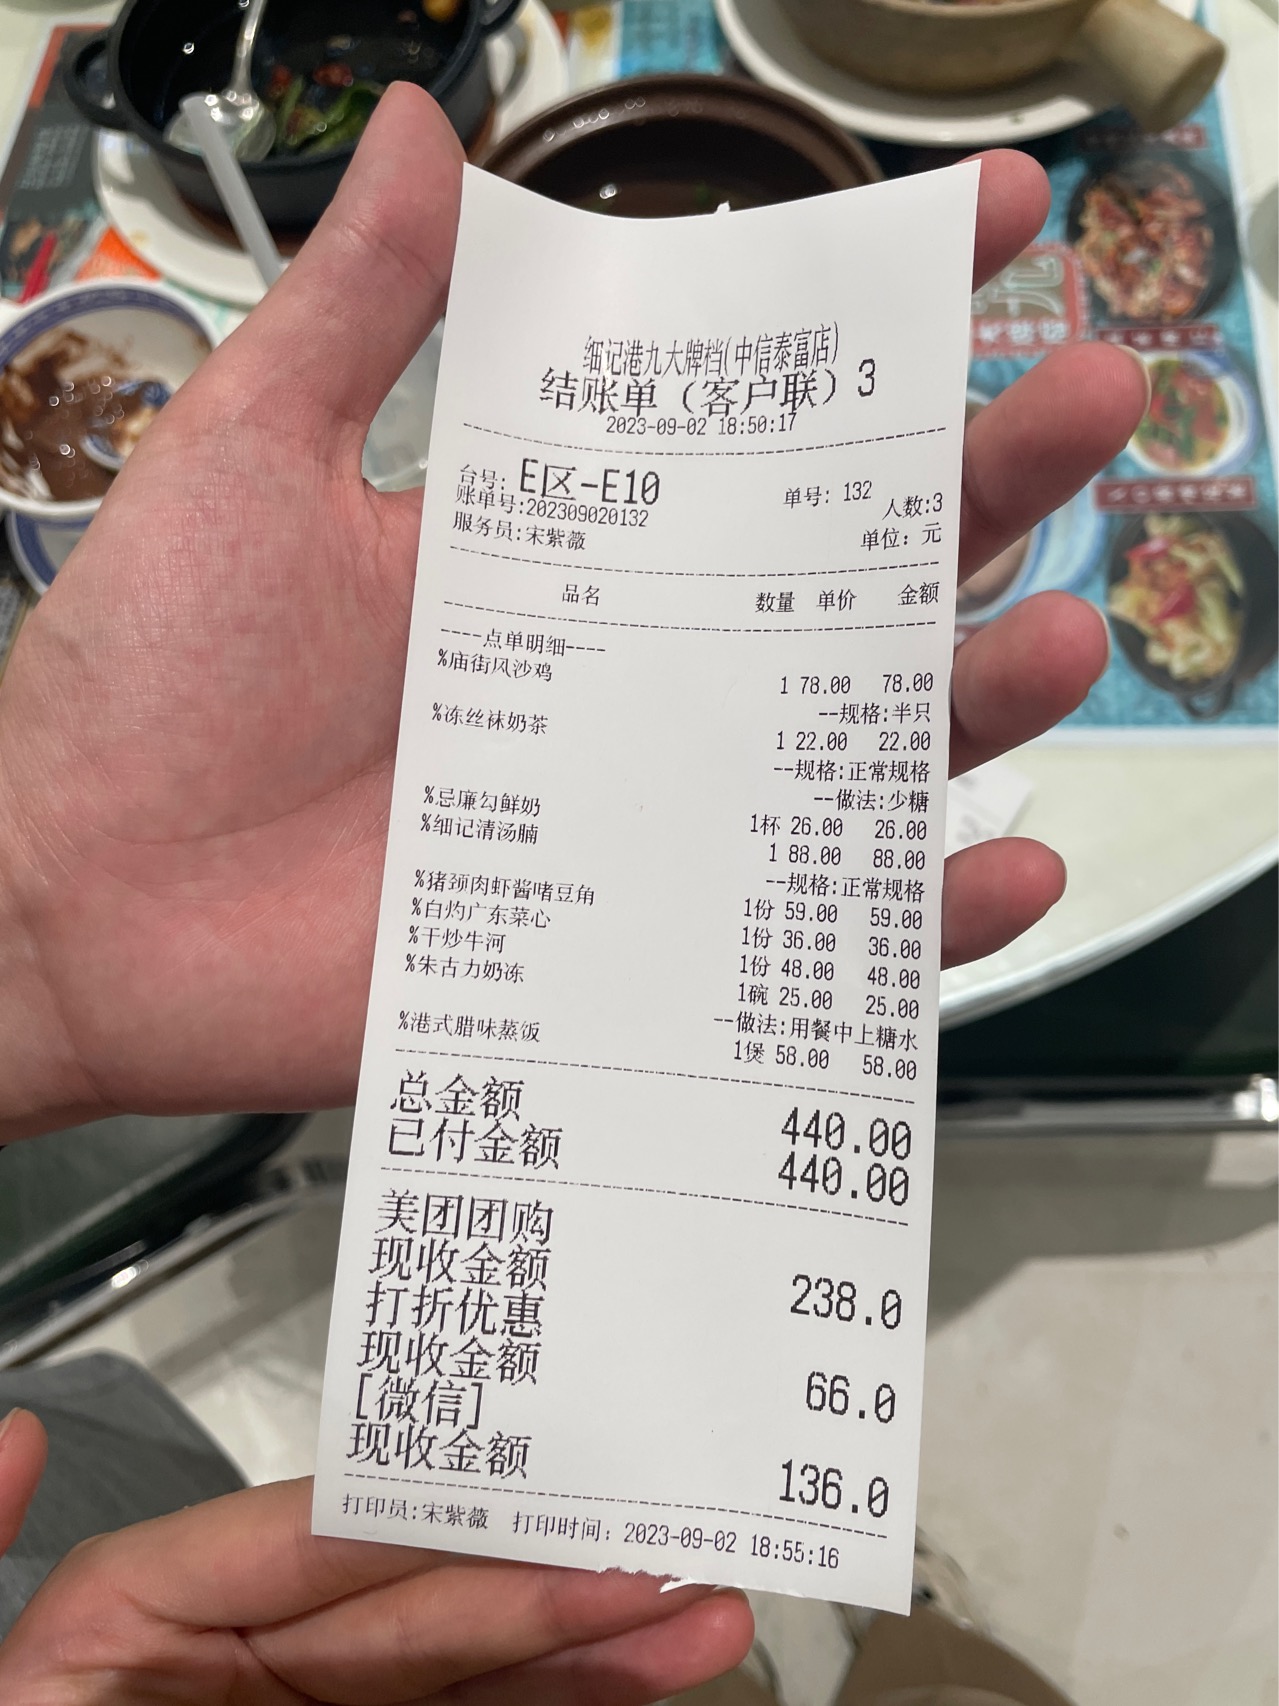 细记港九大牌档(中信泰富店)
结账单（客户联）3
2023-09-02 18:50:17
台号: E区-E10 单号: 132 人数:3
账单号:202309020132
服务员:宋紫薇 单位: 元
品名 数量 单价 金额
----点单明细----
%庙街风沙鸡
1 78.00 78.00
--规格:半只
%冻丝袜奶茶
1 22.00 22.00
--规格:正常规格
--做法:少糖
%忌廉勾鲜奶 1杯 26.00 26.00
%细记清汤腩 1 88.00 88.00
--规格:正常规格
%猪颈肉虾酱啫豆角 1份 59.00 59.00
%白灼广东菜心 1份 36.00 36.00
%干炒牛河 1份 48.00 48.00
%朱古力奶冻 1碗 25.00 25.00
--做法:用餐中上糖水
%港式腊味蒸饭 1煲 58.00 58.00
总金额 440.00
已付金额 440.00
美团团购
现收金额 238.0
打折优惠
现收金额 66.0
[微信]
现收金额 136.0
打印员:宋紫薇 打印时间: 2023-09-02 18:55:16
九